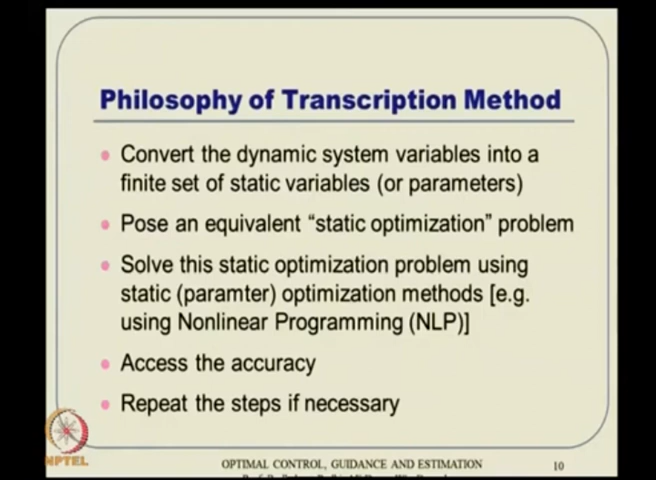 Philosophy of Transcription Method
Convert the dynamic system variables into a
finite set of static variables (or parameters)
Pose an equivalent “static optimization” problem
Solve this static optimization problem using
static (paramter) optimization methods [e.g.
using Nonlinear Programming (NLP)]
Access the accuracy
Repeat the steps if necessary
NPTEL
OPTIMAL CONTROL, GUIDANCE AND ESTIMATION
10